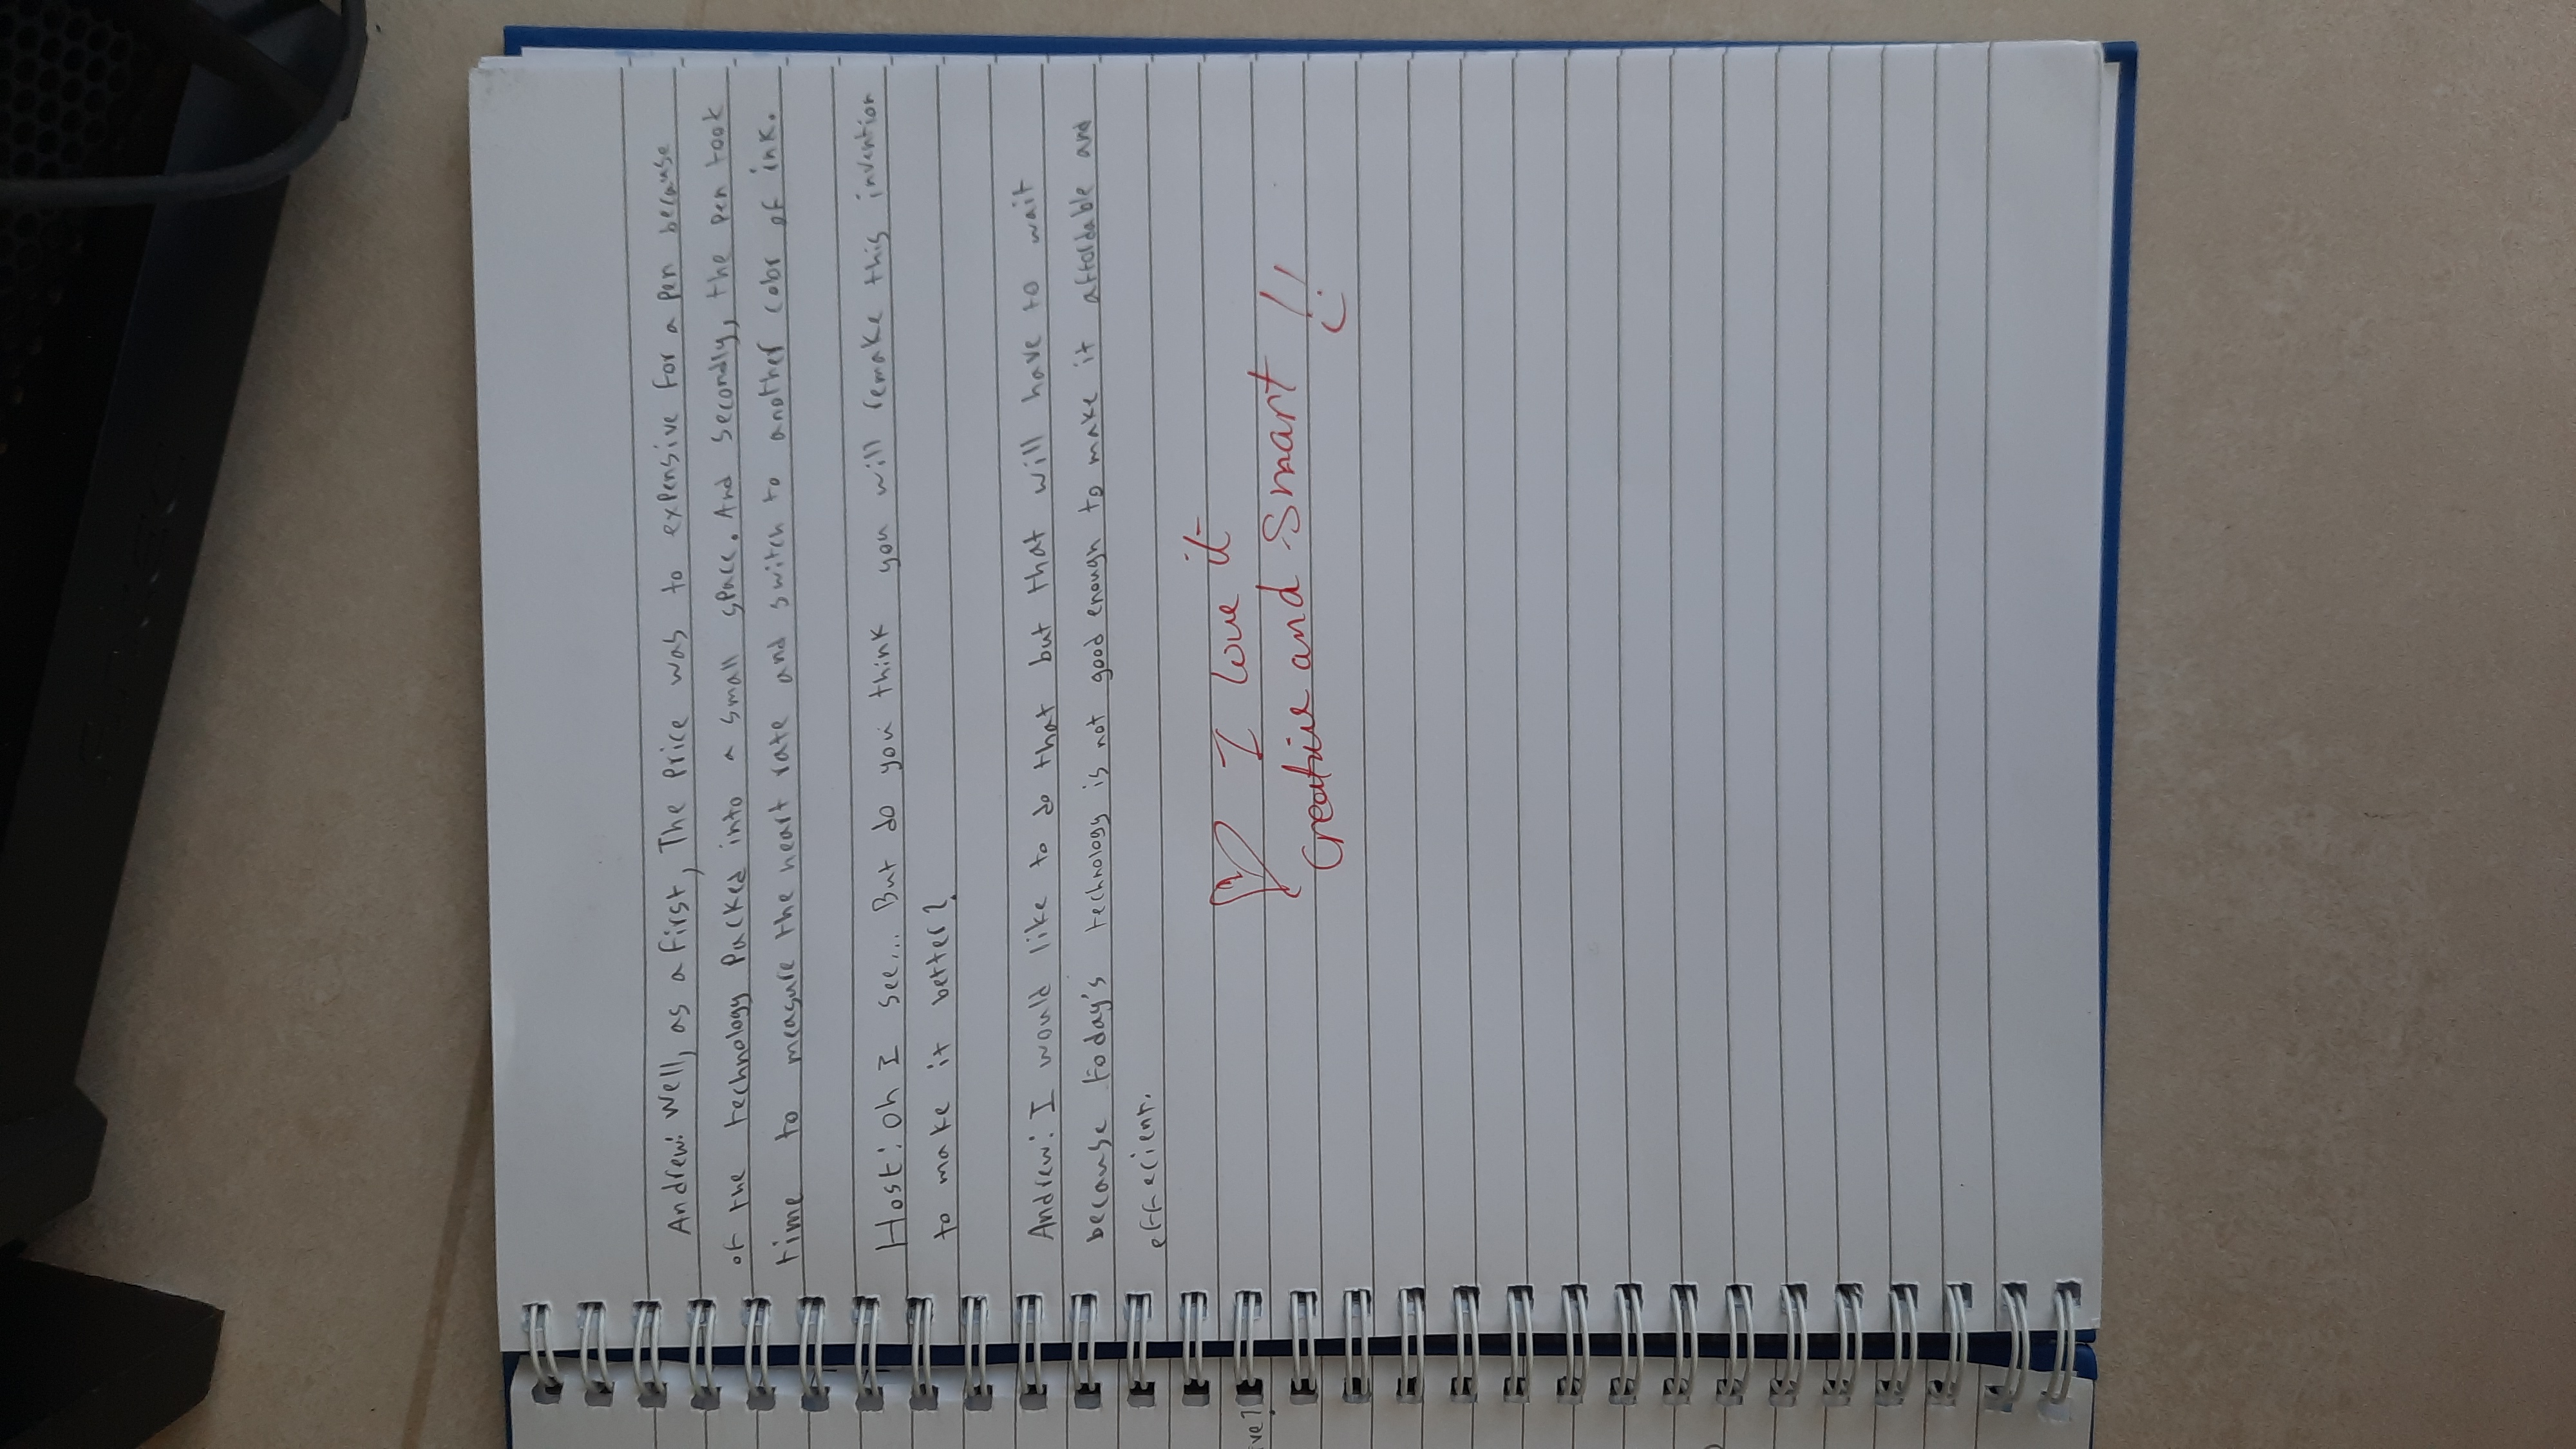 Andrew: Well, as a first, The price was to expensive for a pen because
of the technology packed into a small space. And secondly, the pen took
time to measure the heart rate and switch to another color of ink.
Host: oh I see... But do you think you will remake this invention
to make it better?
Andrew: I would like to do that but that will have to wait
because today's technology is not good enough to make it affordable and
effecient.
I love it
Creative and smart !!
ve?